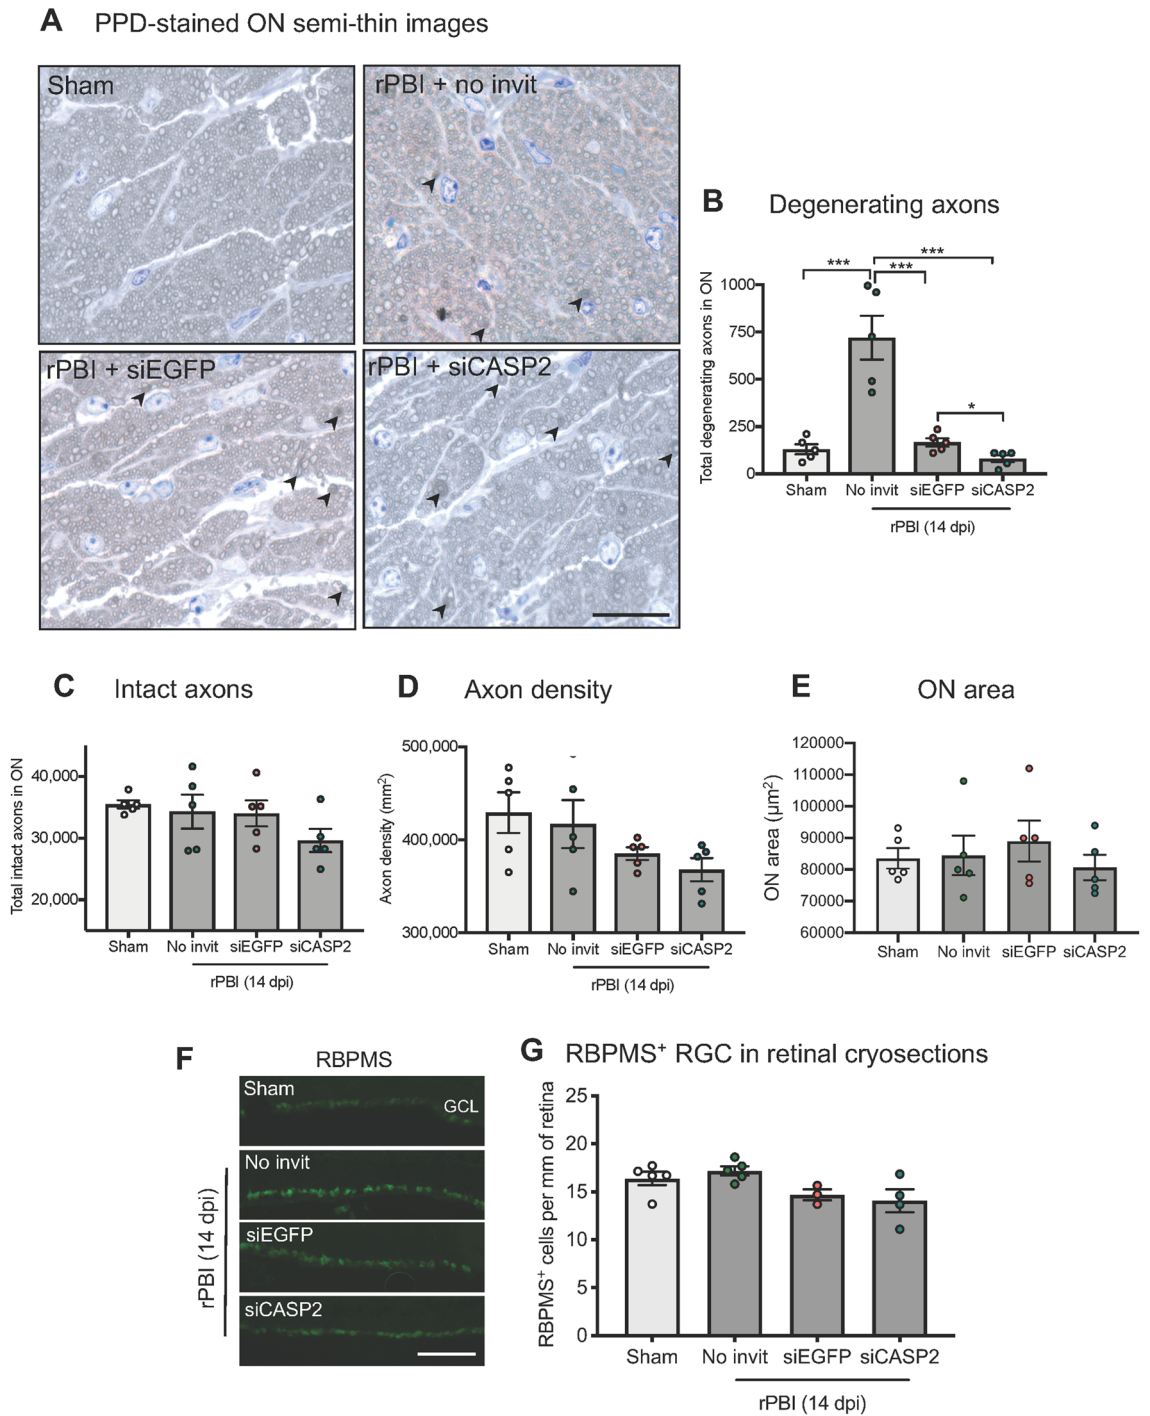 A PPD-stained ON semi-thin images
Sham
rPBI + no invit
rPBI + siEGFP
rPBI + siCASP2
B Degenerating axons
Total degenerating axons in ON
1000
750
500
250
0
***
***
***
*
Sham No invit siEGFP siCASP2
rPBI (14 dpi)
C Intact axons
Total intact axons in ON
40,000
30,000
20,000
Sham No invit siEGFP siCASP2
rPBI (14 dpi)
D Axon density
Axon density (mm²)
500,000
400,000
300,000
Sham No invit siEGFP siCASP2
rPBI (14 dpi)
E ON area
ON area (µm²)
120000
110000
100000
90000
80000
70000
60000
Sham No invit siEGFP siCASP2
F RBPMS
Sham
GCL
No invit
siEGFP
siCASP2
rPBI (14 dpi)
G RBPMS⁺ RGC in retinal cryosections
RBPMS⁺ cells per mm of retina
25
20
15
10
5
0
Sham No invit siEGFP siCASP2
rPBI (14 dpi)